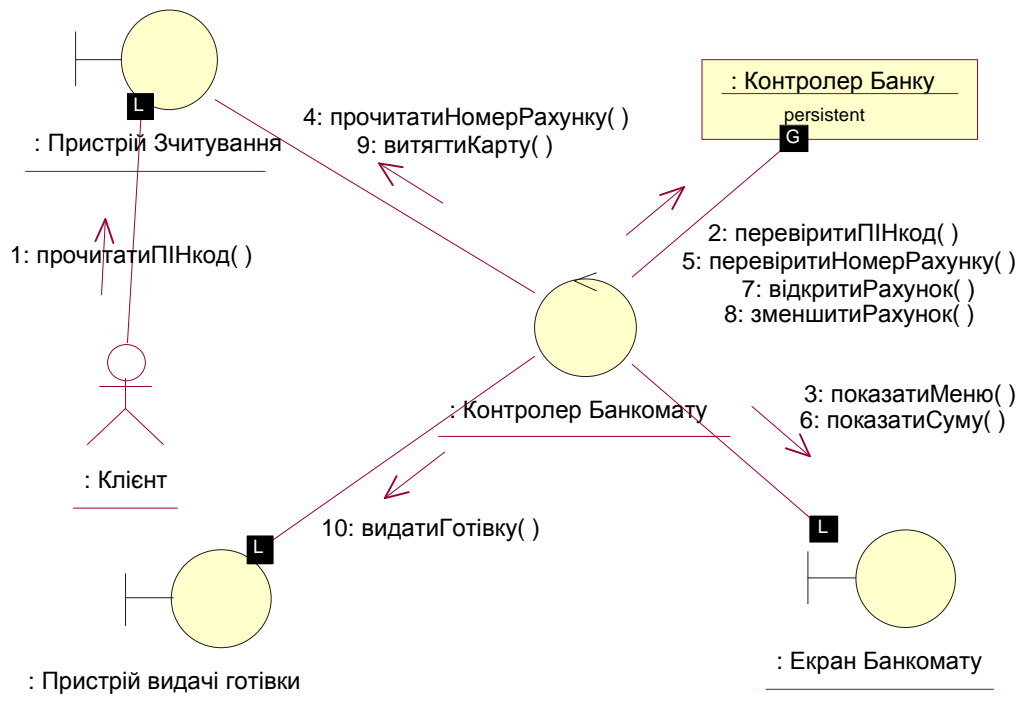 L
: Пристрій Зчитування
4: прочитатиНомерРахунку( )
9: витягтиКарту( )
: Контролер Банку
persistent
G
1: прочитатиПІНкод( )
2: перевіритиПІНкод( )
5: перевіритиНомерРахунку( )
7: відкритиРахунок( )
8: зменшитиРахунок( )
: Контролер Банкомату
3: показатиМеню( )
6: показатиСуму( )
: Клієнт
10: видатиГотівку( )
L
L
: Пристрій видачі готівки
: Екран Банкомату